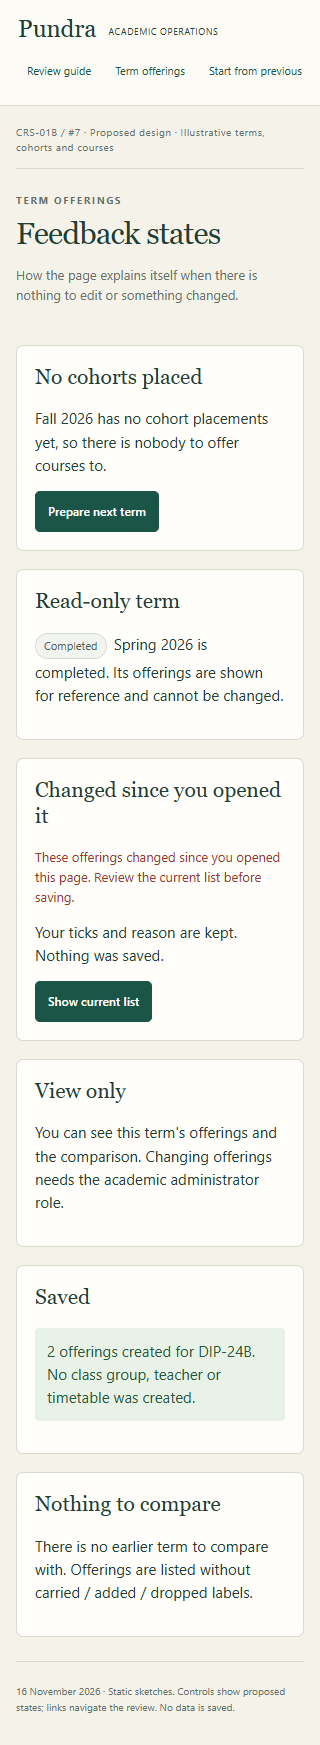 Pundra ACADEMIC OPERATIONS
Review guide Term offerings Start from previous
CRS-01B / #7 · Proposed design · Illustrative terms,
cohorts and courses
TERM OFFERINGS
Feedback states
How the page explains itself when there is
nothing to edit or something changed.
No cohorts placed
Fall 2026 has no cohort placements
yet, so there is nobody to offer
courses to.
Prepare next term
Read-only term
Completed Spring 2026 is
completed. Its offerings are shown
for reference and cannot be changed.
Changed since you opened
it
These offerings changed since you opened
this page. Review the current list before
saving.
Your ticks and reason are kept.
Nothing was saved.
Show current list
View only
You can see this term's offerings and
the comparison. Changing offerings
needs the academic administrator
role.
Saved
2 offerings created for DIP-24B.
No class group, teacher or
timetable was created.
Nothing to compare
There is no earlier term to compare
with. Offerings are listed without
carried / added / dropped labels.
16 November 2026 · Static sketches. Controls show proposed
states; links navigate the review. No data is saved.